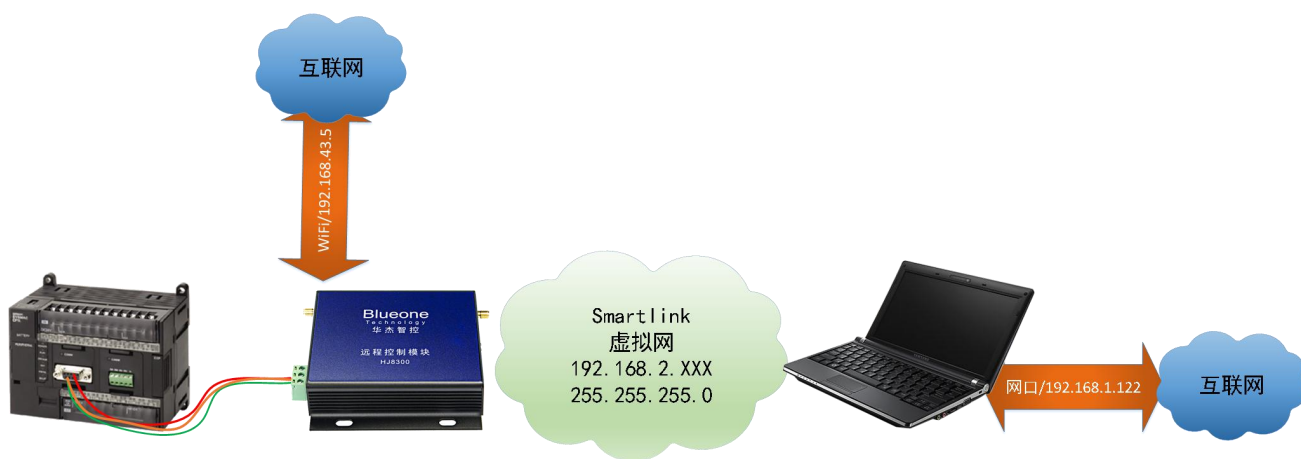 互联网
WiFi/192.168.43.5
Blueone
Technology
华杰智控
远程控制模块
HJ8300
Smartlink
虚拟网
192.168.2.XXX
255.255.255.0
网口/192.168.1.122
互联网